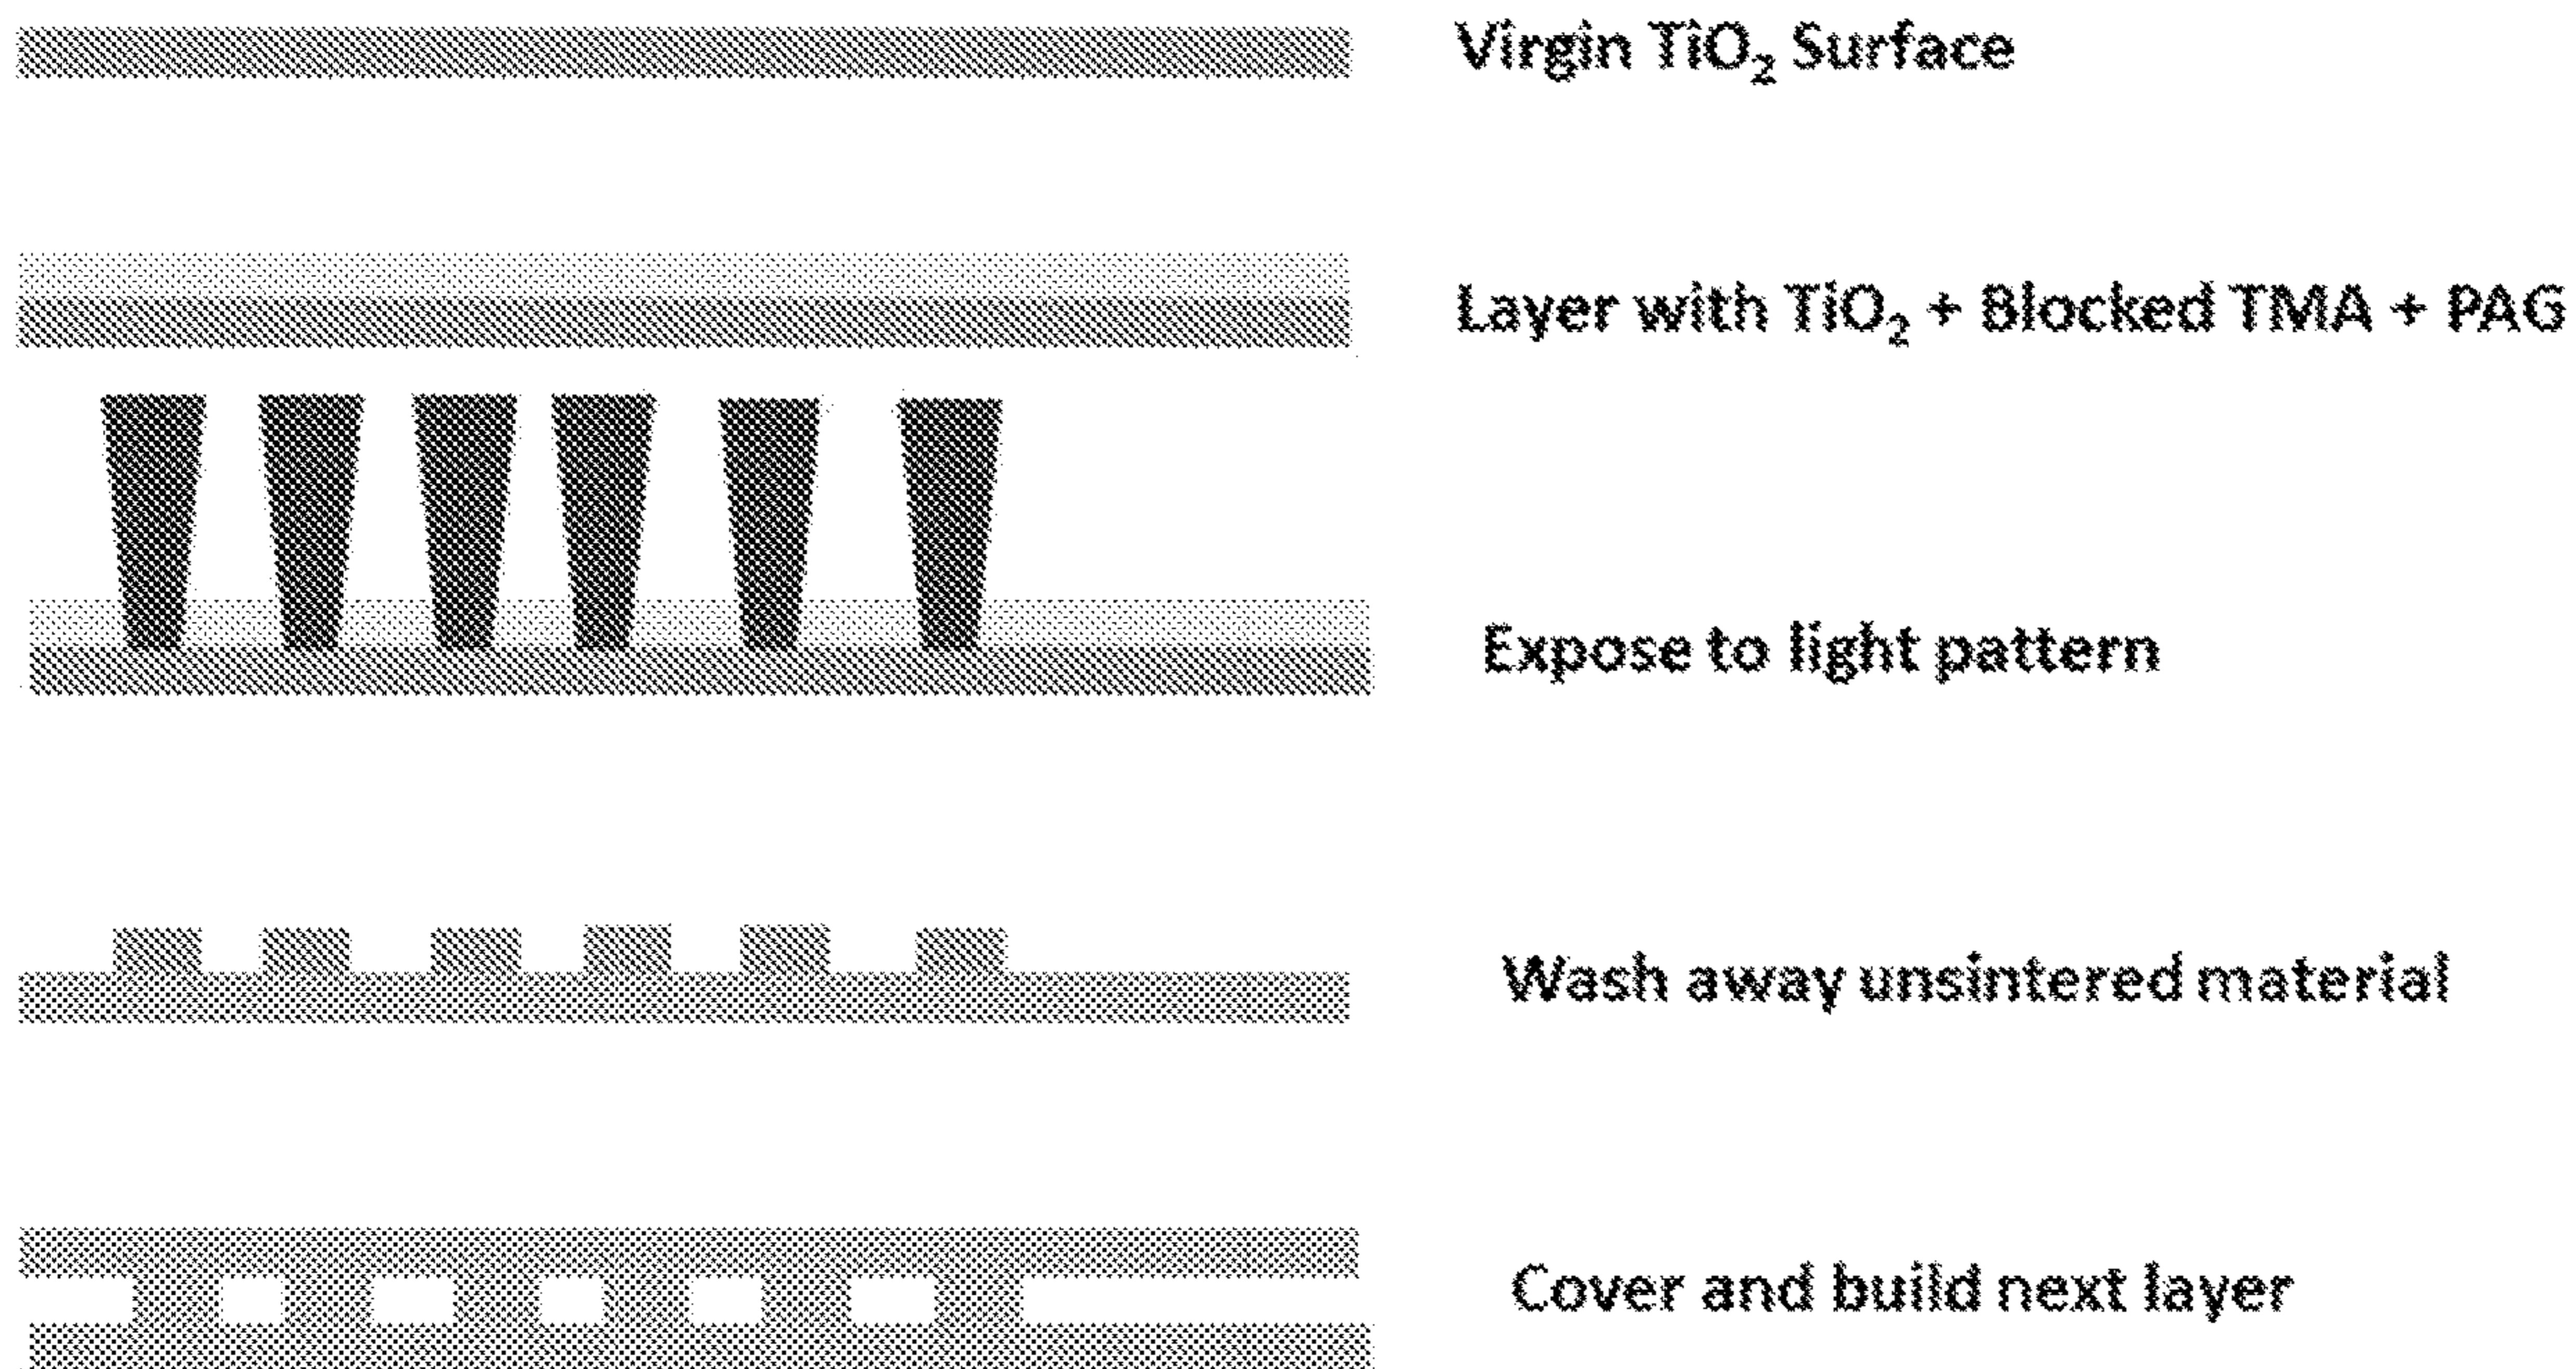 Virgin TiO₂ Surface
Layer with TiO₂ + Blocked TMA + PAG
Expose to light pattern
Wash away unsintered material
Cover and build next layer